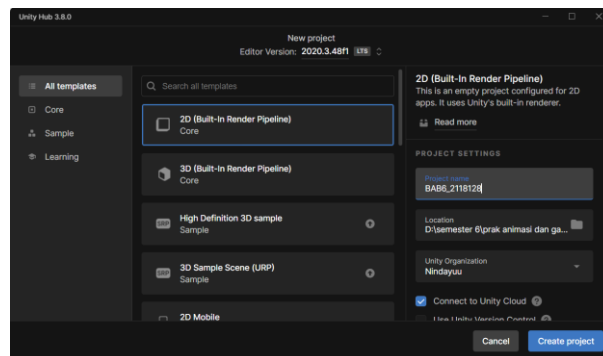 Unity Hub 3.8.0
New project
Editor Version: 2020.3.48f1 LTS
All templates
Core
Sample
Learning
Search all templates
2D (Built-In Render Pipeline)
Core
3D (Built-In Render Pipeline)
Core
High Definition 3D sample
Sample
3D Sample Scene (URP)
Sample
2D Mobile
2D (Built-In Render Pipeline)
This is an empty project configured for 2D
apps. It uses Unity's built-in renderer.
Read more
PROJECT SETTINGS
Project name
BAB6_2118128
Location
D:\semester 6\prak animasi dan ga...
Unity Organization
Nindayuu
Connect to Unity Cloud
Use Unity Version Control
Cancel
Create project